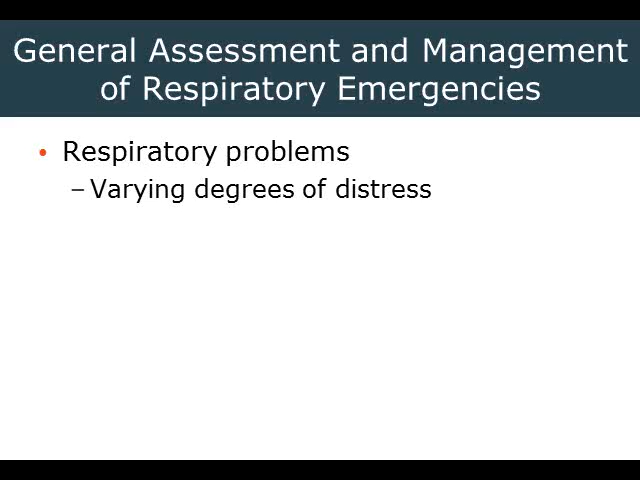 General Assessment and Management
of Respiratory Emergencies
• Respiratory problems
– Varying degrees of distress